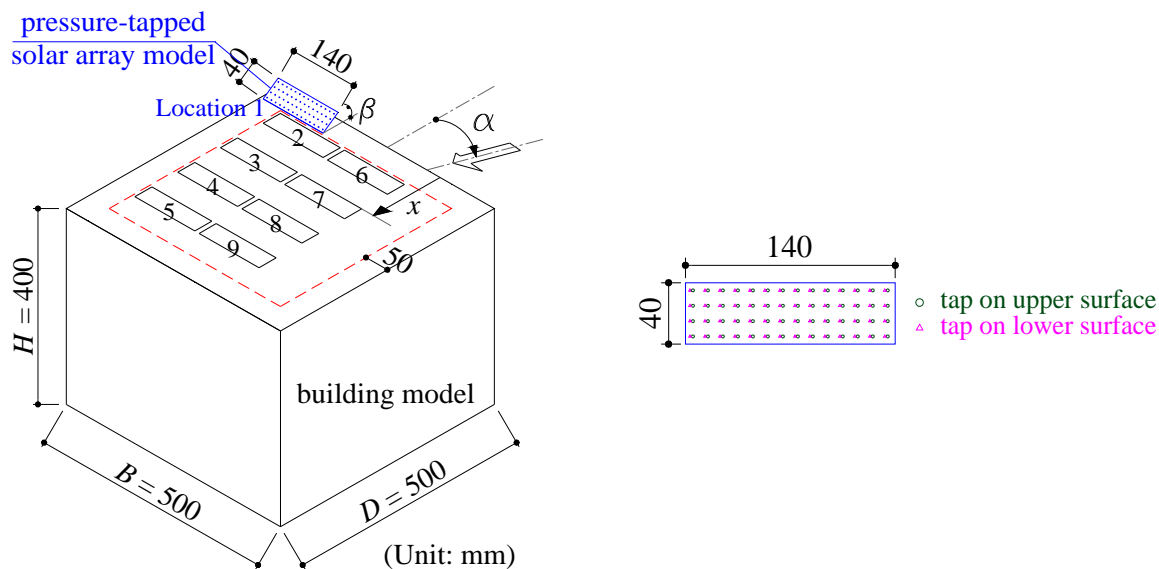 pressure-tapped
solar array model
40
140
Location 1
β
α
2
3
6
4
7
x
5
8
9
50
H = 400
building model
B = 500
D = 500
(Unit: mm)
140
40
tap on upper surface
tap on lower surface